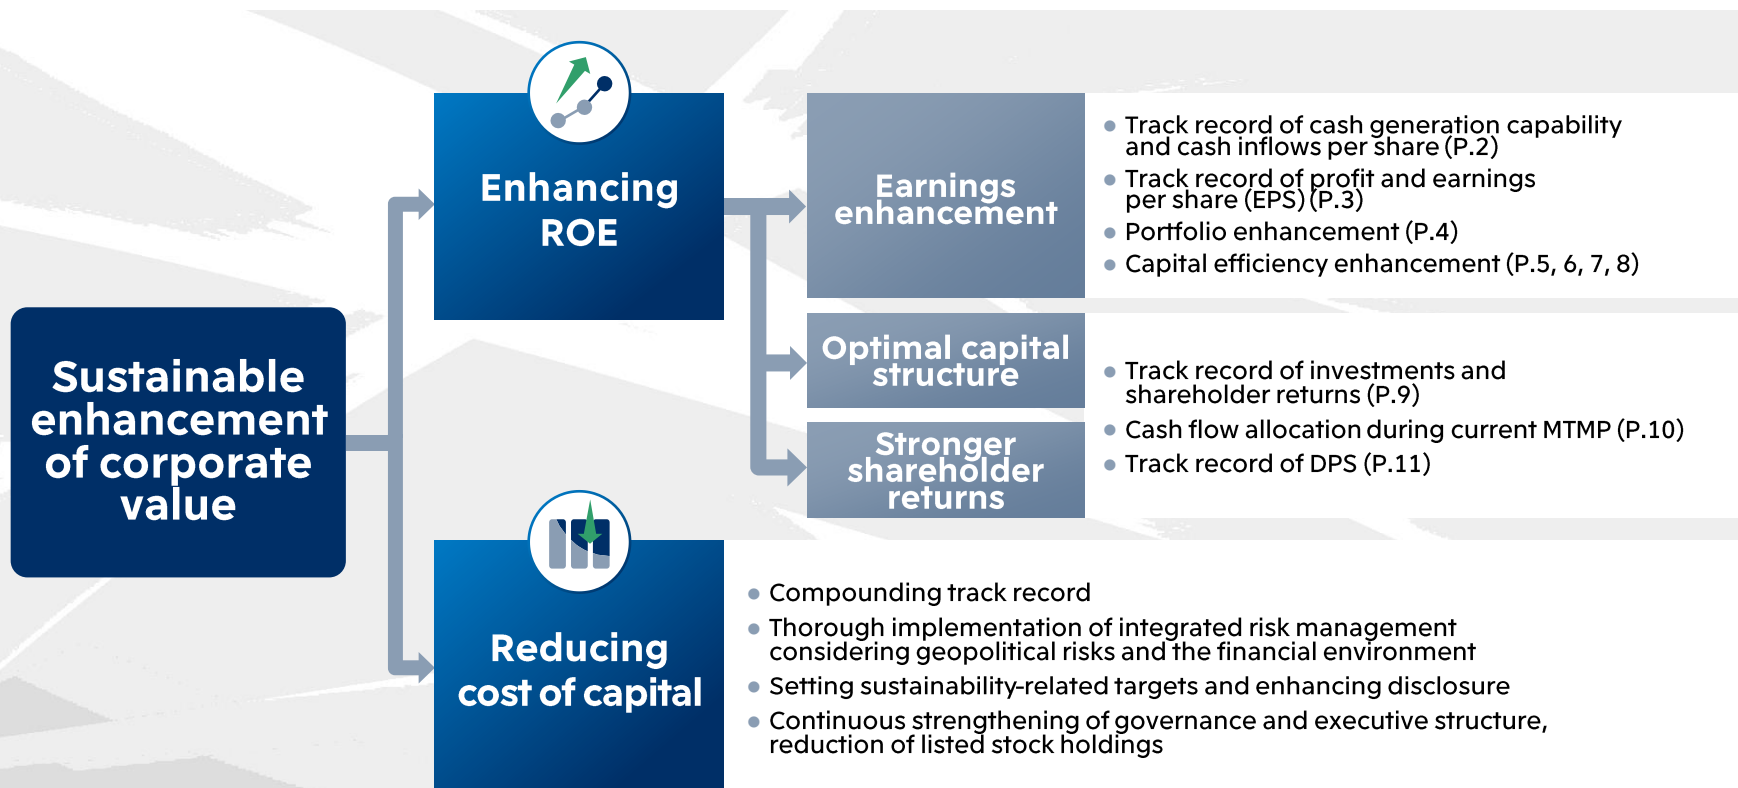 Sustainable
enhancement
of corporate
value
Enhancing
ROE
Earnings
enhancement
Track record of cash generation capability
and cash inflows per share (P.2)
Track record of profit and earnings
per share (EPS) (P.3)
Portfolio enhancement (P.4)
Capital efficiency enhancement (P.5, 6, 7, 8)
Optimal capital
structure
Stronger
shareholder
returns
Track record of investments and
shareholder returns (P.9)
Cash flow allocation during current MTMP (P.10)
Track record of DPS (P.11)
Reducing
cost of capital
Compounding track record
Thorough implementation of integrated risk management
considering geopolitical risks and the financial environment
Setting sustainability-related targets and enhancing disclosure
Continuous strengthening of governance and executive structure,
reduction of listed stock holdings